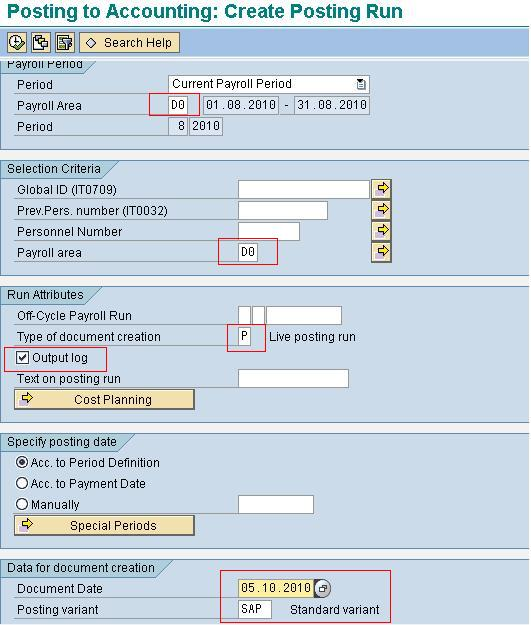 Posting to Accounting: Create Posting Run
Search Help
Payroll Period
Period Current Payroll Period
Payroll Area D0 01.08.2010 - 31.08.2010
Period 8 2010
Selection Criteria
Global ID (IT0709)
Prev.Pers. number (IT0032)
Personnel Number
Payroll area D0
Run Attributes
Off-Cycle Payroll Run
Type of document creation P Live posting run
Output log
Text on posting run
Cost Planning
Specify posting date
Acc. to Period Definition
Acc. to Payment Date
Manually
Special Periods
Data for document creation
Document Date 05.10.2010
Posting variant SAP Standard variant